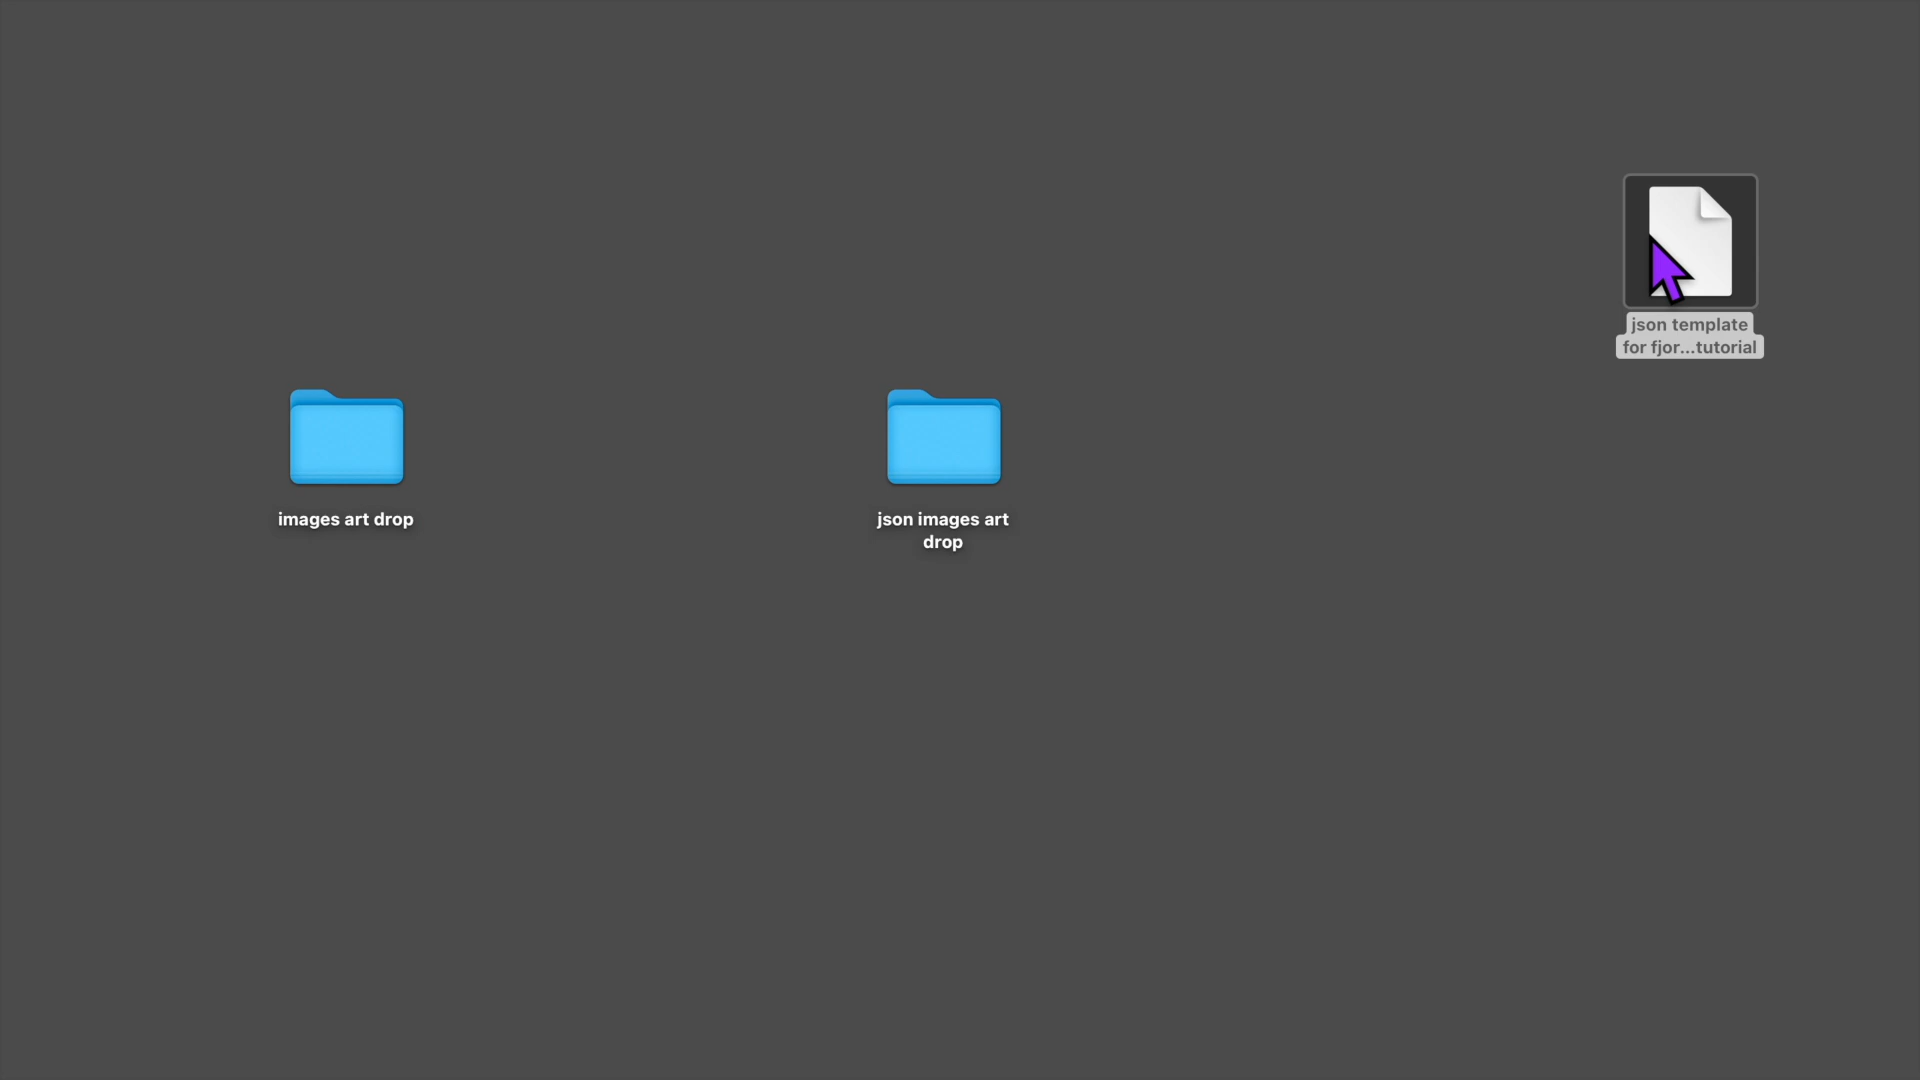 json template
for fjor...tutorial
images art drop
json images art
drop